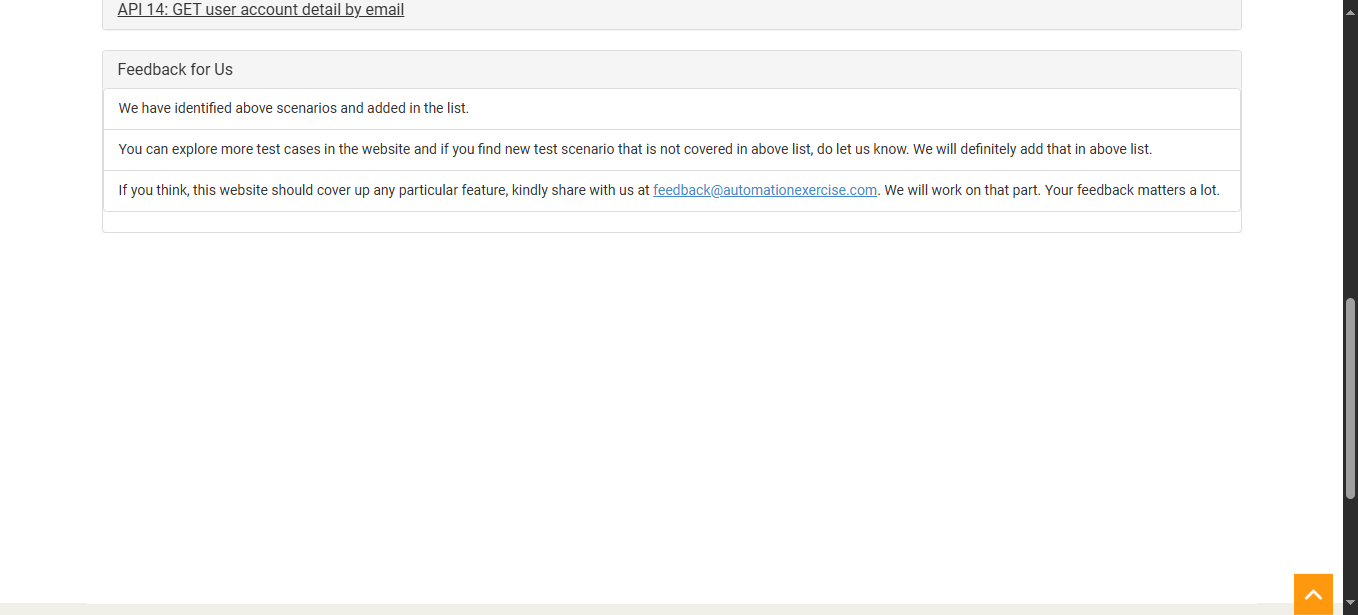 API 14: GET user account detail by email
Feedback for Us
We have identified above scenarios and added in the list.
You can explore more test cases in the website and if you find new test scenario that is not covered in above list, do let us know. We will definitely add that in above list.
If you think, this website should cover up any particular feature, kindly share with us at feedback@automationexercise.com. We will work on that part. Your feedback matters a lot.